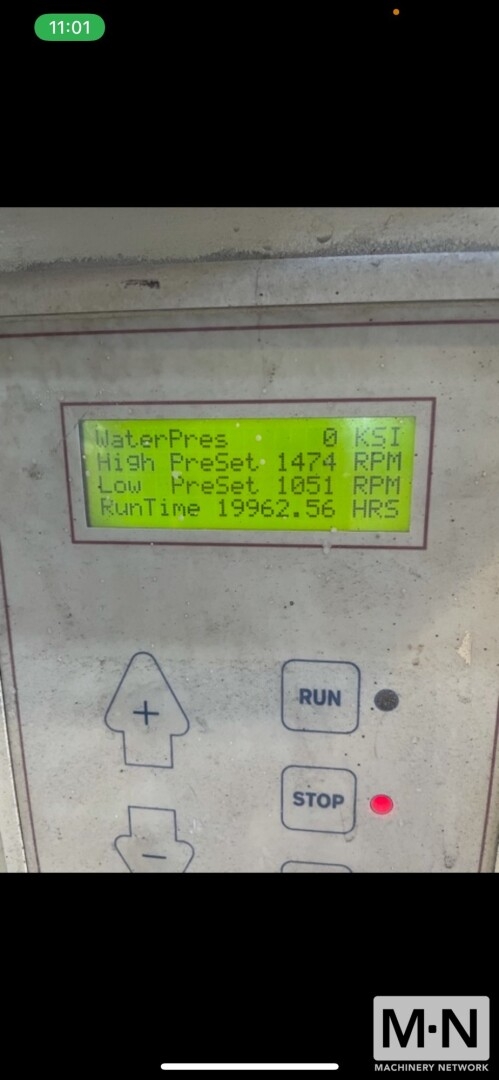 11:01
WaterPres 0 KSI
High PreSet 1474 RPM
Low PreSet 1051 RPM
RunTime 19962.56 HRS
+
RUN
STOP
−
M·N
MACHINERY NETWORK